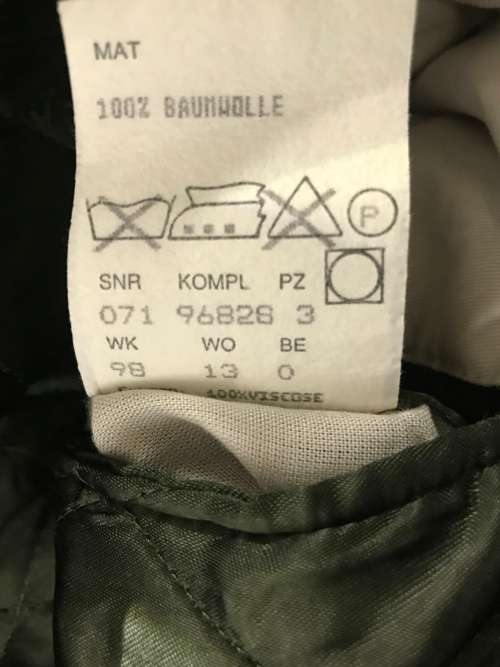 MAT
100% BAUMWOLLE
P
SNR KOMPL PZ
071 96828 3
WK WO BE
98 13 0
100%VISCOSE